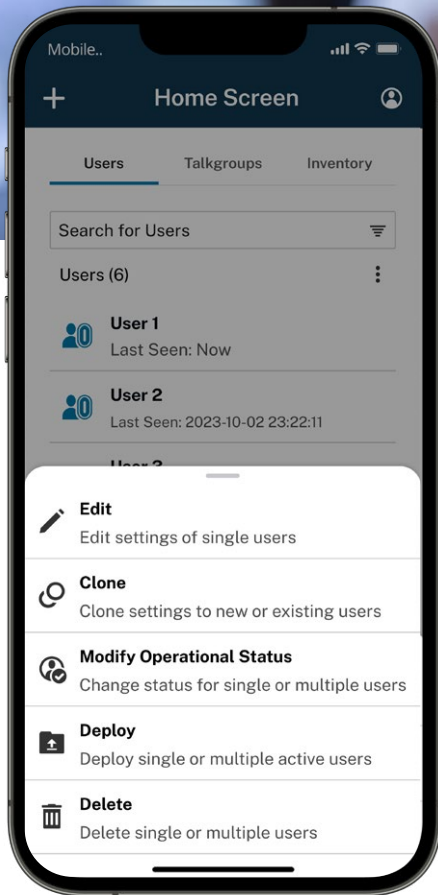 Mobile..
Home Screen
Users
Talkgroups
Inventory
Search for Users
Users (6)
User 1
Last Seen: Now
User 2
Last Seen: 2023-10-02 23:22:11
User 3
Edit
Edit settings of single users
Clone
Clone settings to new or existing users
Modify Operational Status
Change status for single or multiple users
Deploy
Deploy single or multiple active users
Delete
Delete single or multiple users